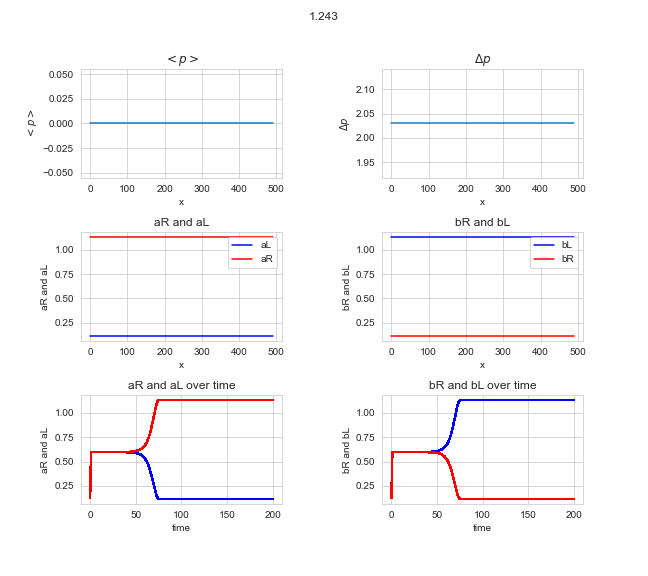 1.243
< p >
Δp
0.050
0.025
0.000
−0.025
−0.050
< p >
0 100 200 300 400 500
x
2.10
2.05
2.00
1.95
Δp
0 100 200 300 400 500
x
aR and aL
bR and bL
1.00
0.75
0.50
0.25
aR and aL
aL
aR
0 100 200 300 400 500
x
1.00
0.75
0.50
0.25
bR and bL
bL
bR
0 100 200 300 400 500
x
aR and aL over time
bR and bL over time
1.00
0.75
0.50
0.25
aR and aL
0 50 100 150 200
time
1.00
0.75
0.50
0.25
bR and bL
0 50 100 150 200
time